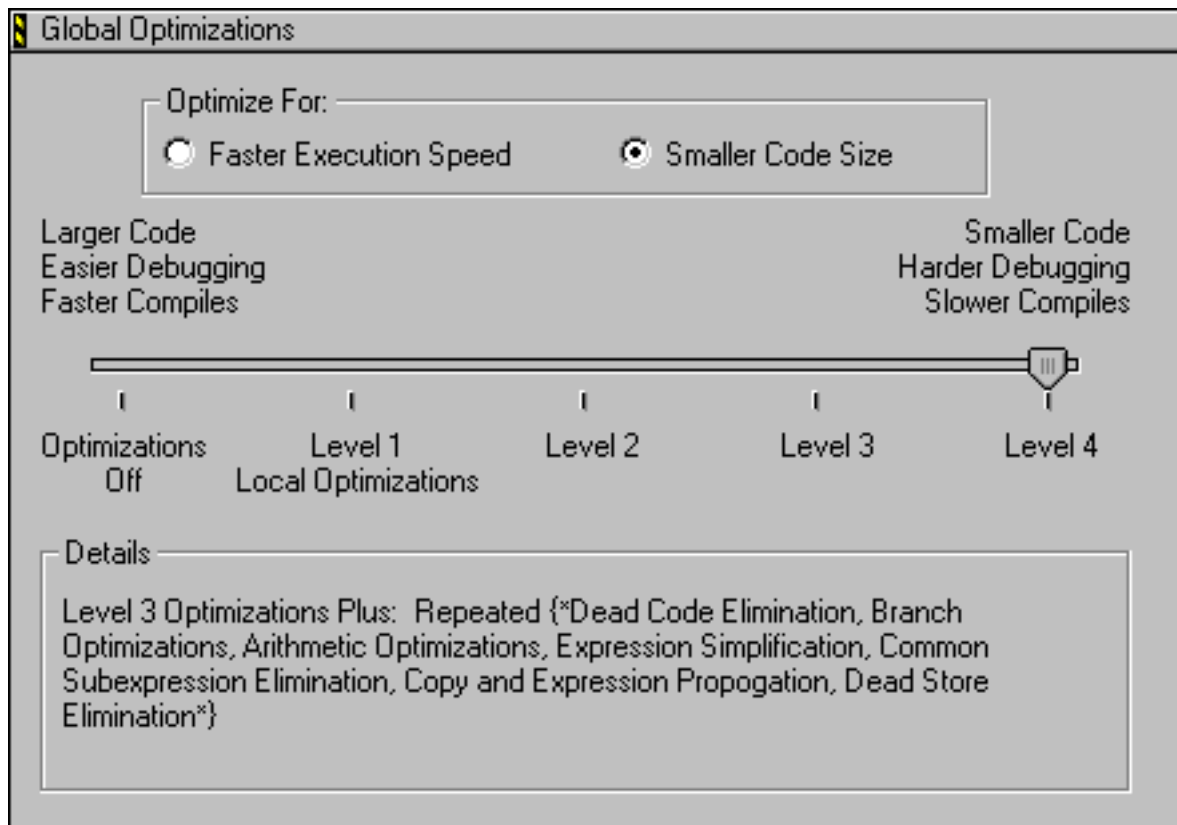 Global Optimizations
Optimize For:
Faster Execution Speed Smaller Code Size
Larger Code
Easier Debugging
Faster Compiles
Smaller Code
Harder Debugging
Slower Compiles
Optimizations Off
Level 1
Local Optimizations
Level 2
Level 3
Level 4
Details
Level 3 Optimizations Plus: Repeated {*Dead Code Elimination, Branch
Optimizations, Arithmetic Optimizations, Expression Simplification, Common
Subexpression Elimination, Copy and Expression Propogation, Dead Store
Elimination*}